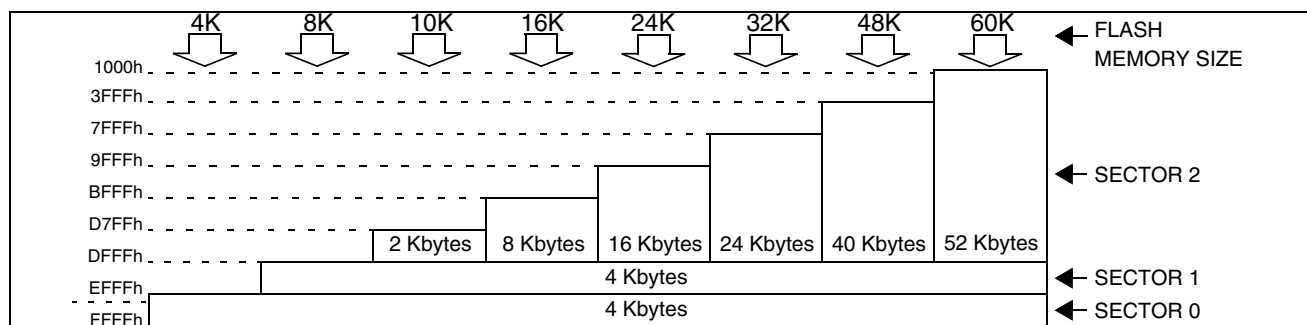 4K 8K 10K 16K 24K 32K 48K 60K
FLASH
MEMORY SIZE
1000h
3FFFh
7FFFh
9FFFh
SECTOR 2
BFFFh
D7FFh
2 Kbytes 8 Kbytes 16 Kbytes 24 Kbytes 40 Kbytes 52 Kbytes
DFFFh
4 Kbytes
SECTOR 1
EFFFh
4 Kbytes
SECTOR 0
FFFFh